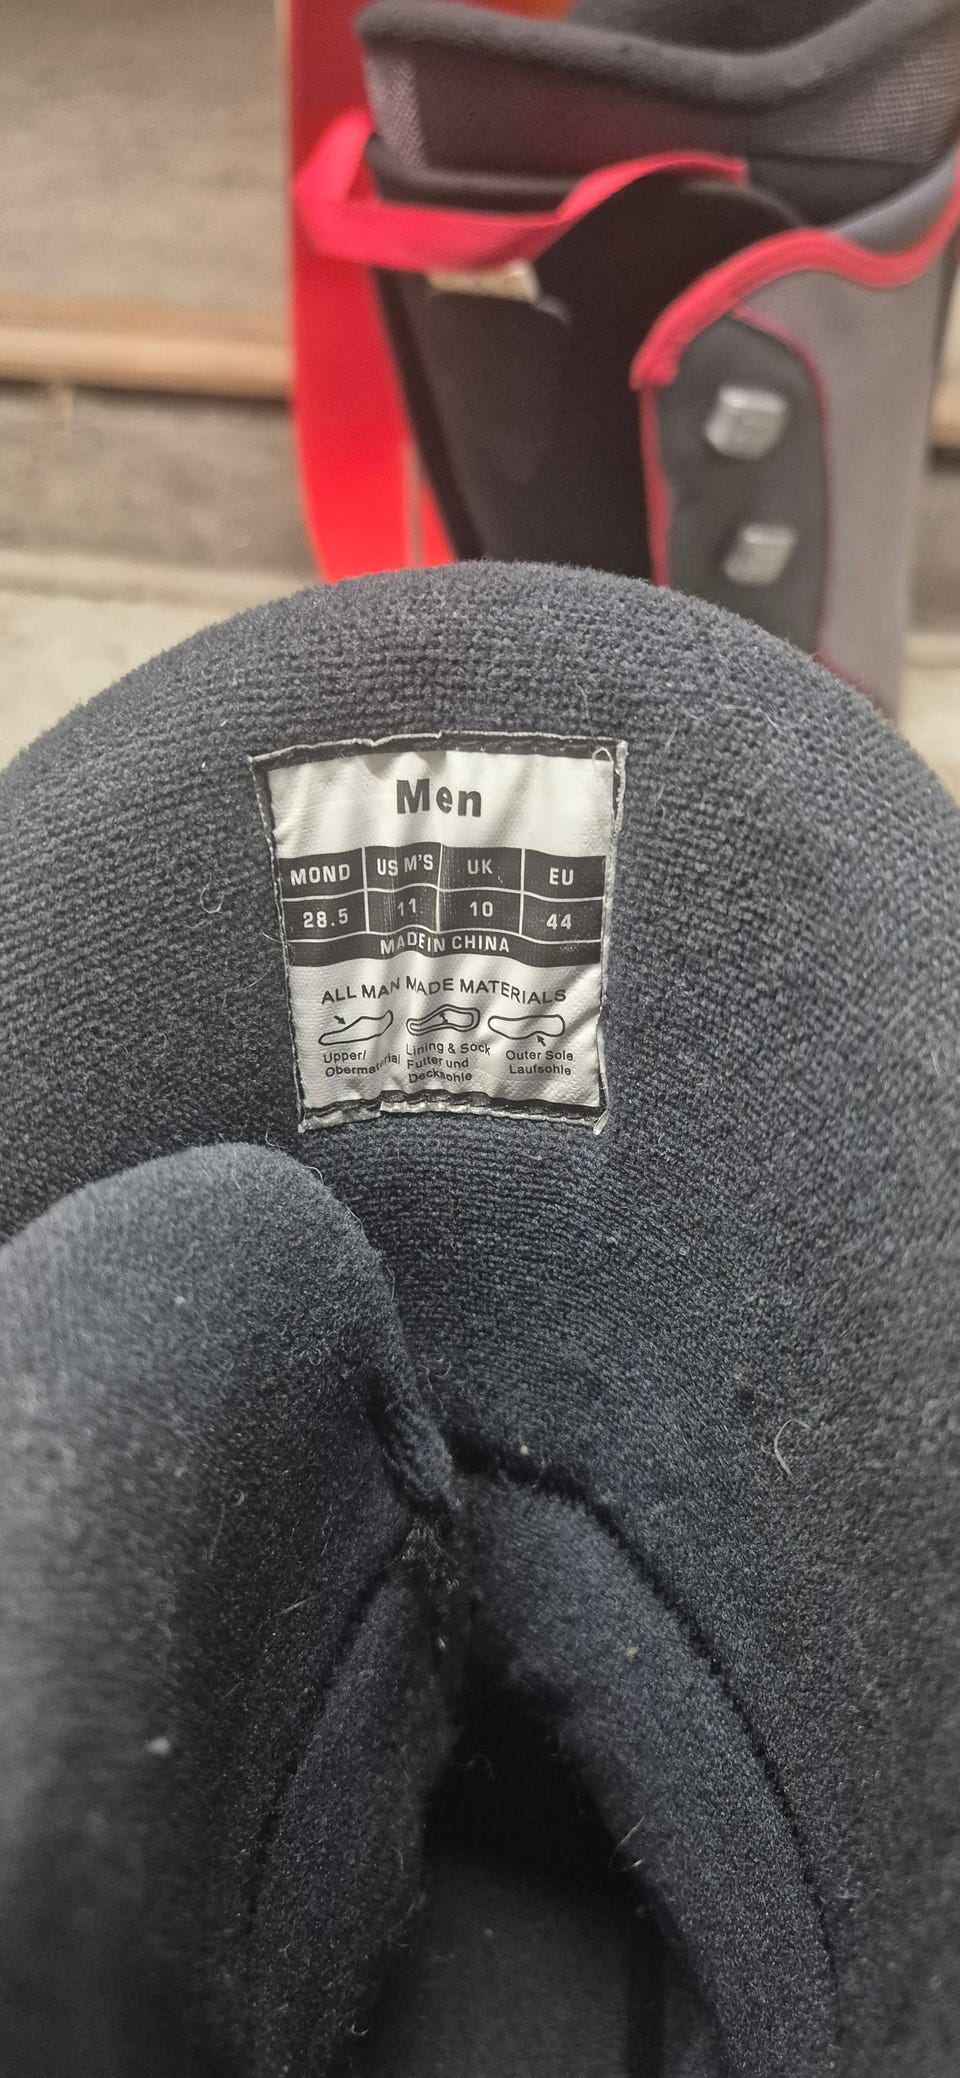 Men
MOND US M'S UK EU
28.5 11 10 44
MADE IN CHINA
ALL MAN MADE MATERIALS
Upper/ Obermaterial
Lining & Sock Futter und Decksohle
Outer Sole Laufsohle